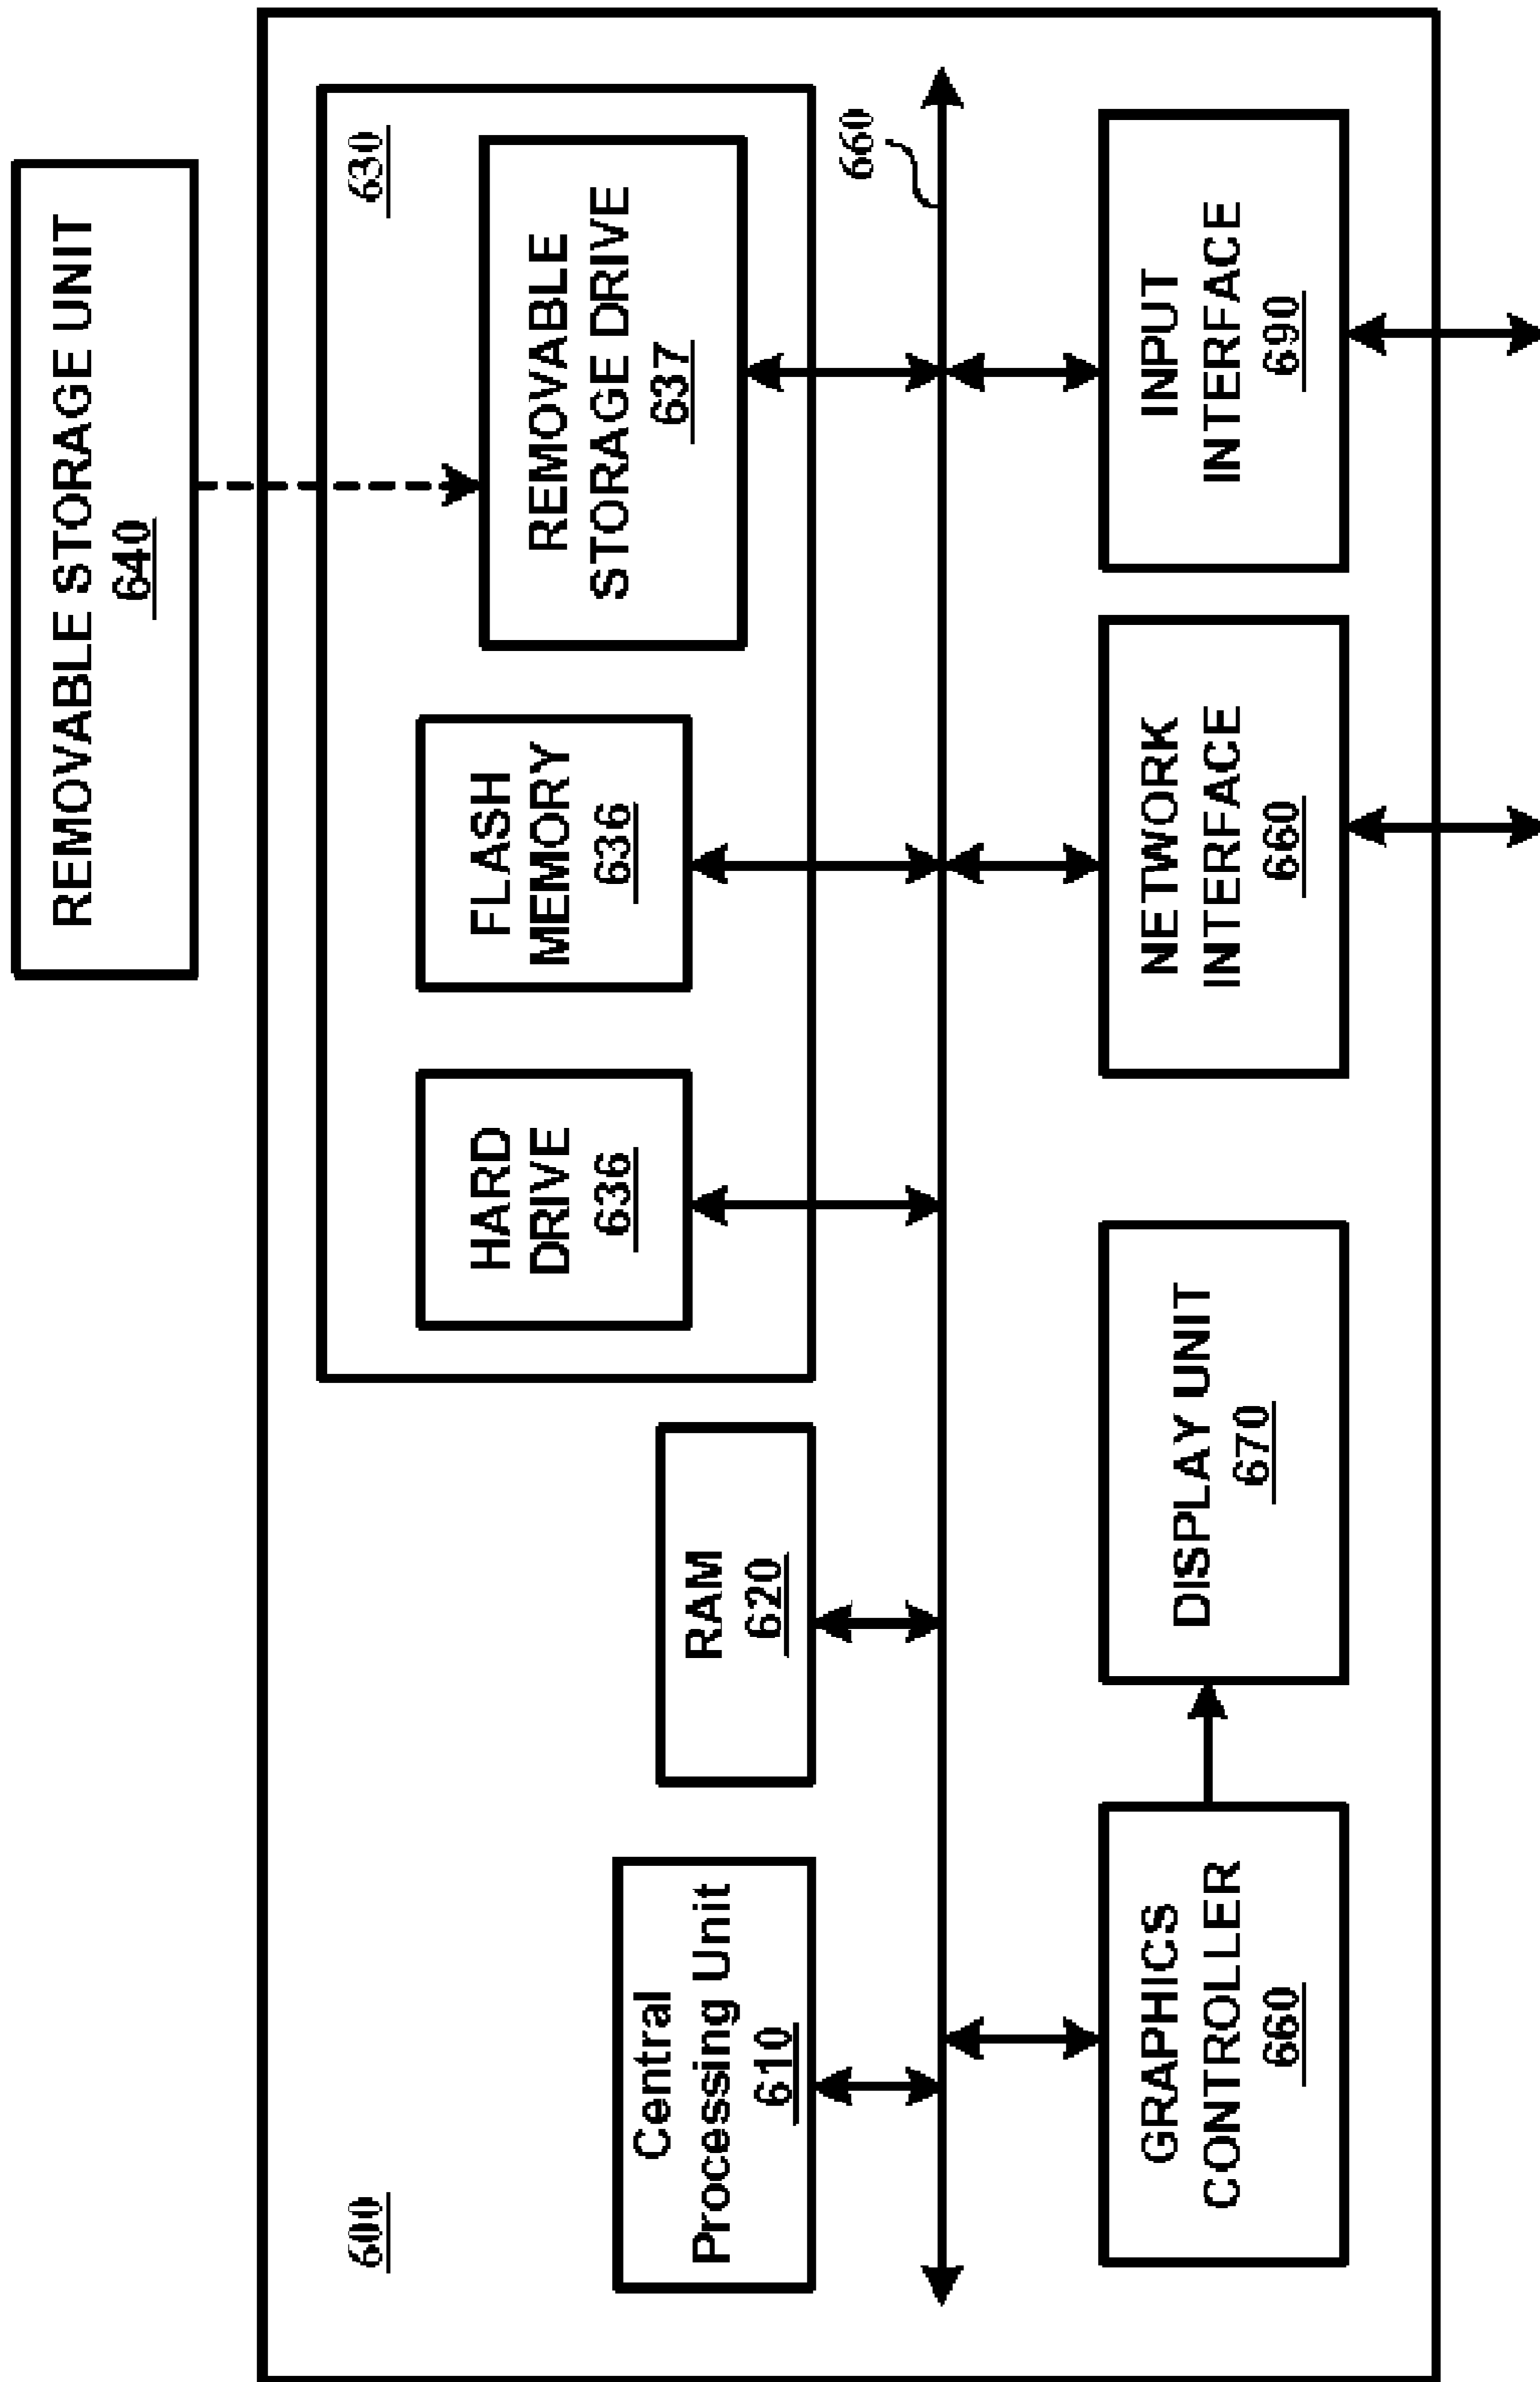 REMOVABLE STORAGE UNIT
640
600
630
Central
Processing Unit
610
RAM
620
HARD
DRIVE
636
FLASH
MEMORY
636
REMOVABLE
STORAGE DRIVE
637
660
GRAPHICS
CONTROLLER
660
DISPLAY UNIT
670
NETWORK
INTERFACE
660
INPUT
INTERFACE
690